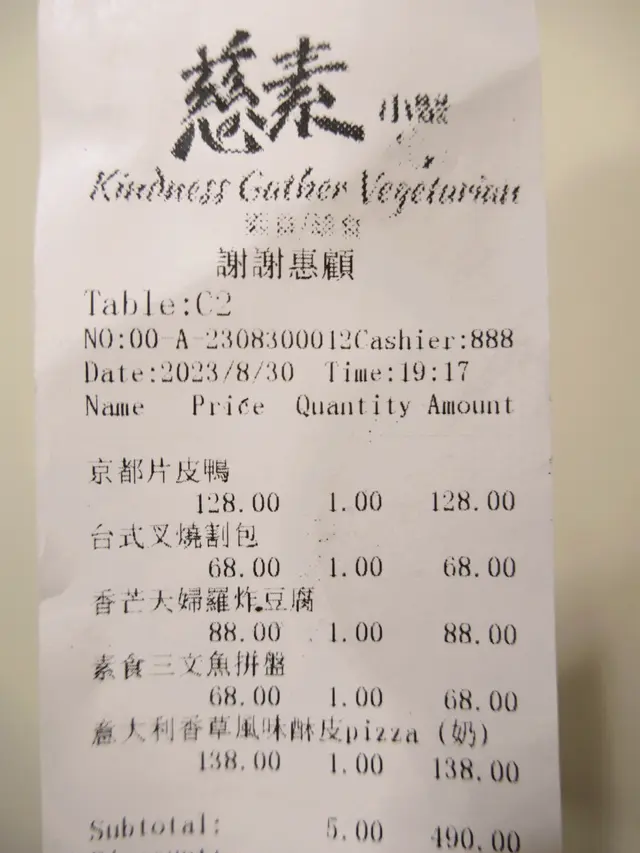 慈素 小聚
Kindness Gather Vegetarian
謝謝惠顧
Table:C2
NO:00-A-2308300012Cashier:888
Date:2023/8/30 Time:19:17
Name Price Quantity Amount
京都片皮鴨
128.00 1.00 128.00
台式叉燒割包
68.00 1.00 68.00
香芒天婦羅炸豆腐
88.00 1.00 88.00
素食三文魚拼盤
68.00 1.00 68.00
意大利香草風味酥皮pizza (奶)
138.00 1.00 138.00
Subtotal: 5.00 490.00